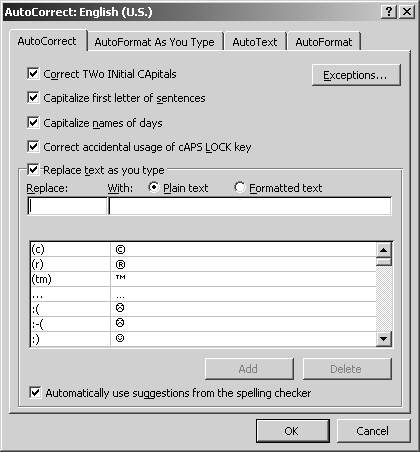 AutoCorrect: English (U.S.)
AutoCorrect AutoFormat As You Type AutoText AutoFormat
Correct TWo INitial CApitals Exceptions...
Capitalize first letter of sentences
Capitalize names of days
Correct accidental usage of cAPS LOCK key
Replace text as you type
Replace: With: Plain text Formatted text
(c) ©
(r) ®
(tm) ™
... ...
:( ☹
:-( ☹
:) ☺
Add Delete
Automatically use suggestions from the spelling checker
OK Cancel